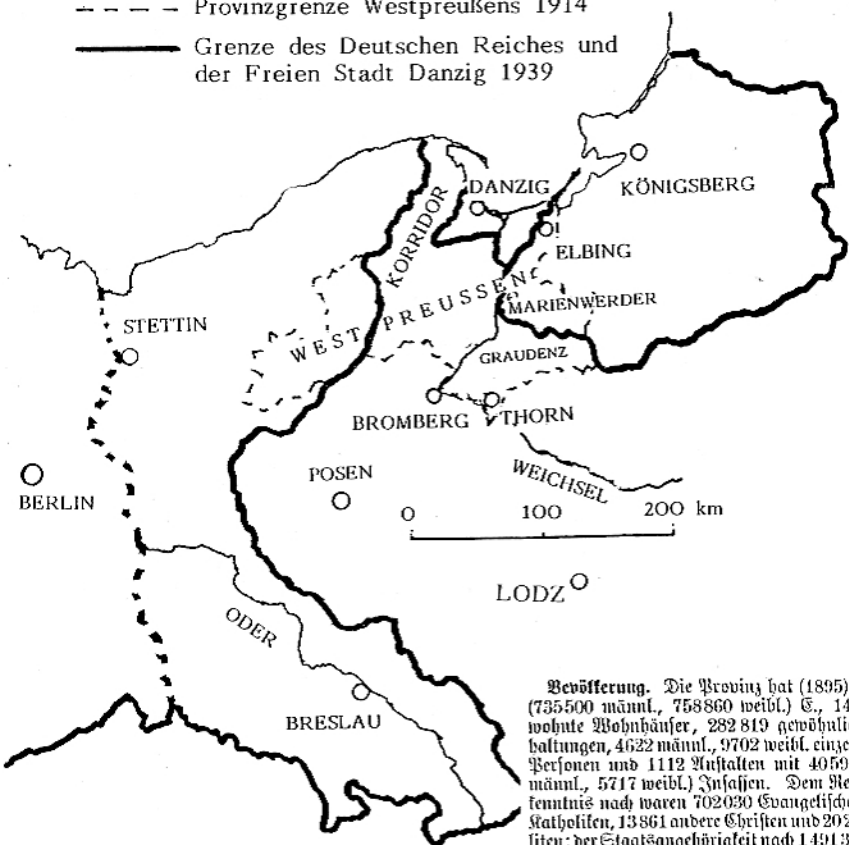 Provinzgrenze Westpreußens 1914
Grenze des Deutschen Reiches und
der Freien Stadt Danzig 1939
DANZIG
KÖNIGSBERG
KORRIDOR
ELBING
WESTPREUSSEN
MARIENWERDER
STETTIN
GRAUDENZ
BROMBERG
THORN
WEICHSEL
POSEN
BERLIN
0 100 200 km
LODZ
ODER
BRESLAU
Bevölkerung. Die Provinz hat (1895)
(735500 männl., 758860 weibl.) E., 14
wohnte Wohnhäuser, 282819 gewöhnli
haltungen, 4622 männl., 9702 weibl. einze
Personen und 1112 Anstalten mit 4059
männl., 5717 weibl.) Insassen. Dem Re
kenntnis nach waren 702030 Evangelisch
Katholiken, 13861 andere Christen und 202
liten; der Staatsangehörigkeit nach 14913